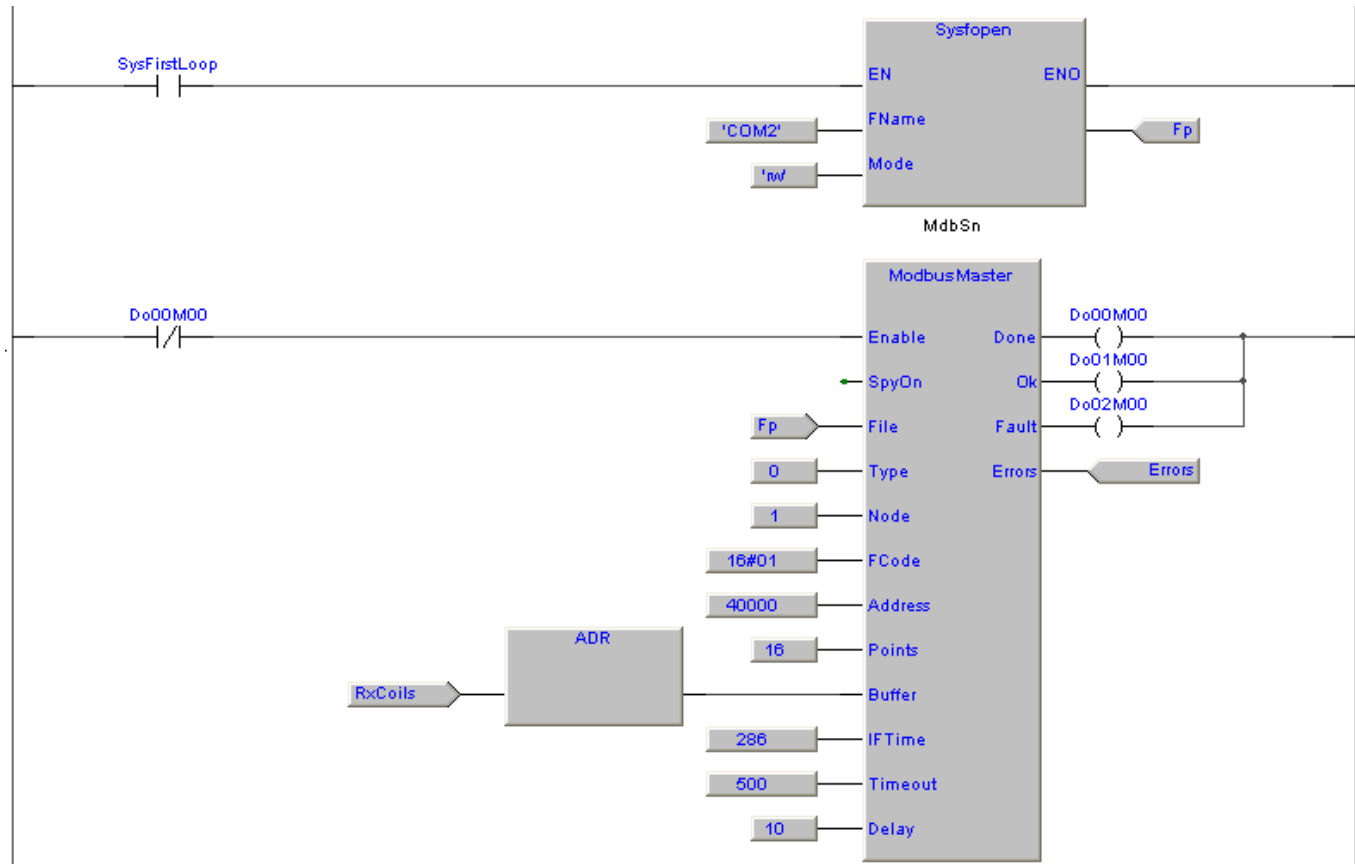 Sysfopen
SysFirstLoop
EN ENO
'COM2' FName Fp
'rw' Mode
MdbSn
ModbusMaster
Do00M00 Do00M00
Enable Done
Do01M00
SpyOn Ok
Do02M00
Fp File Fault
0 Type Errors Errors
1 Node
16#01 FCode
40000 Address
ADR
16 Points
RxCoils Buffer
286 IFTime
500 Timeout
10 Delay